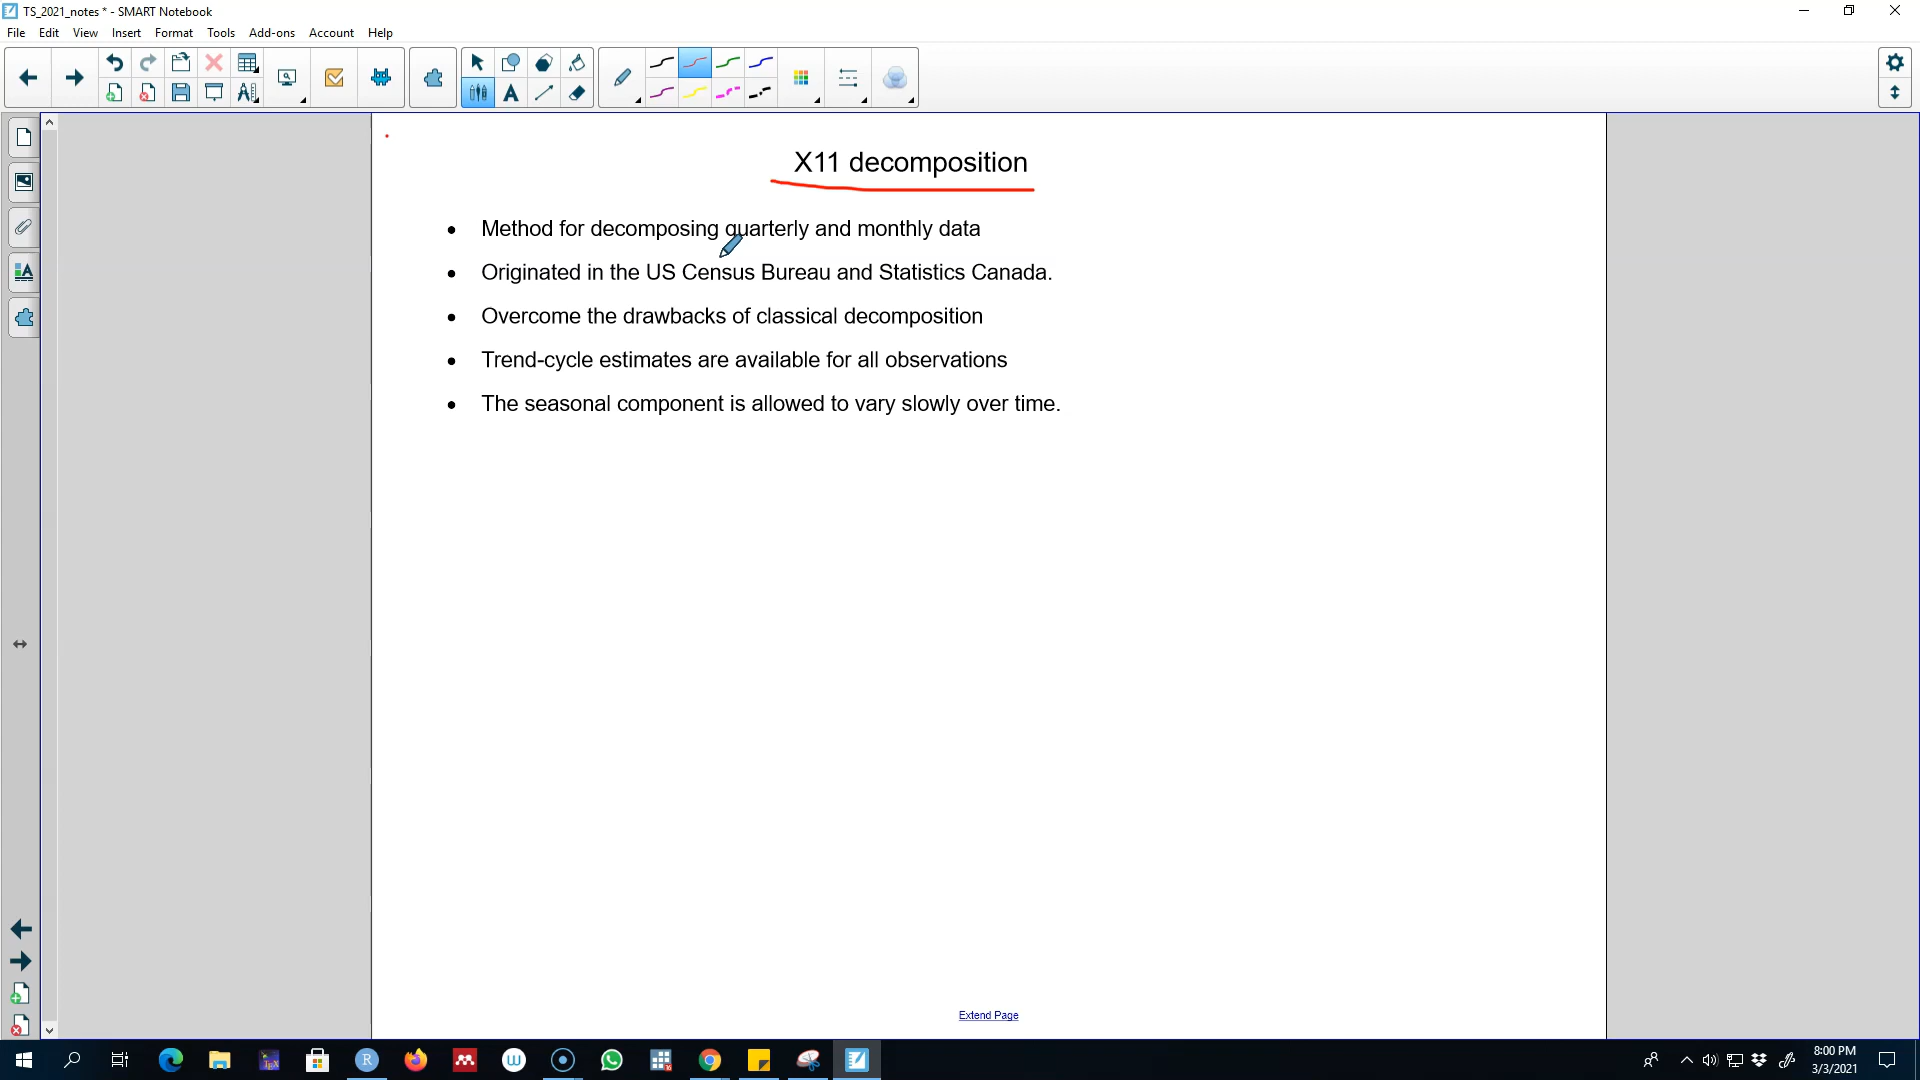 TS_2021_notes * - SMART Notebook
File Edit View Insert Format Tools Add-ons Account Help
X11 decomposition
• Method for decomposing quarterly and monthly data
• Originated in the US Census Bureau and Statistics Canada.
• Overcome the drawbacks of classical decomposition
• Trend-cycle estimates are available for all observations
• The seasonal component is allowed to vary slowly over time.
Extend Page
8:00 PM
3/3/2021